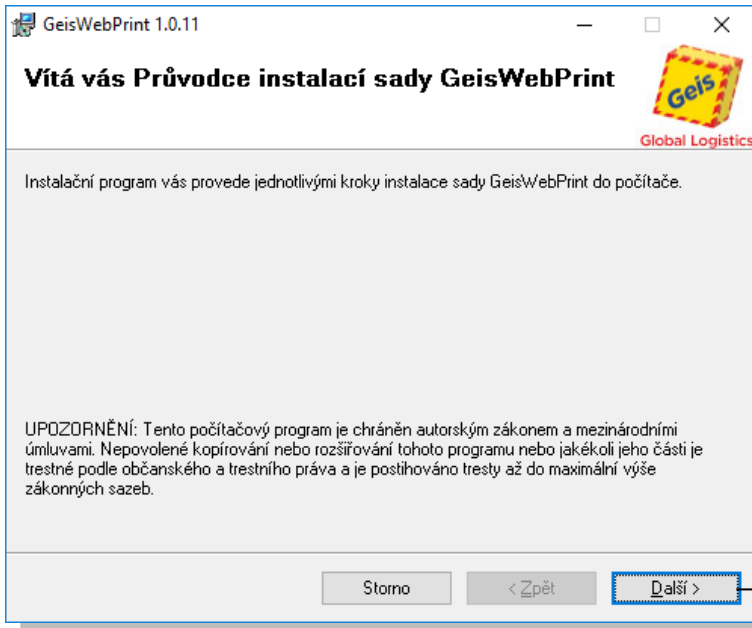 GeisWebPrint 1.0.11
Vítá vás Průvodce instalací sady GeisWebPrint
Geis
Global Logistics
Instalační program vás provede jednotlivými kroky instalace sady GeisWebPrint do počítače.
UPOZORNĚNÍ: Tento počítačový program je chráněn autorským zákonem a mezinárodními
úmluvami. Nepovolené kopírování nebo rozšiřování tohoto programu nebo jakékoli jeho části je
trestné podle občanského a trestního práva a je postihováno tresty až do maximální výše
zákonných sazeb.
Storno
< Zpět
Další >